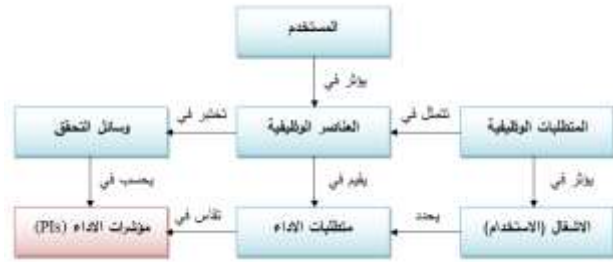 المستخدم
يؤثر في
المتطلبات الوظيفية
تتمثل في
العناصر الوظيفية
تختبر في
وسائل التحقق
يؤثر في
يقيم في
يحسب في
الاشغال (الاستخدام)
يحدد
متطلبات الاداء
تقاس في
مؤشرات الاداء (PIs)